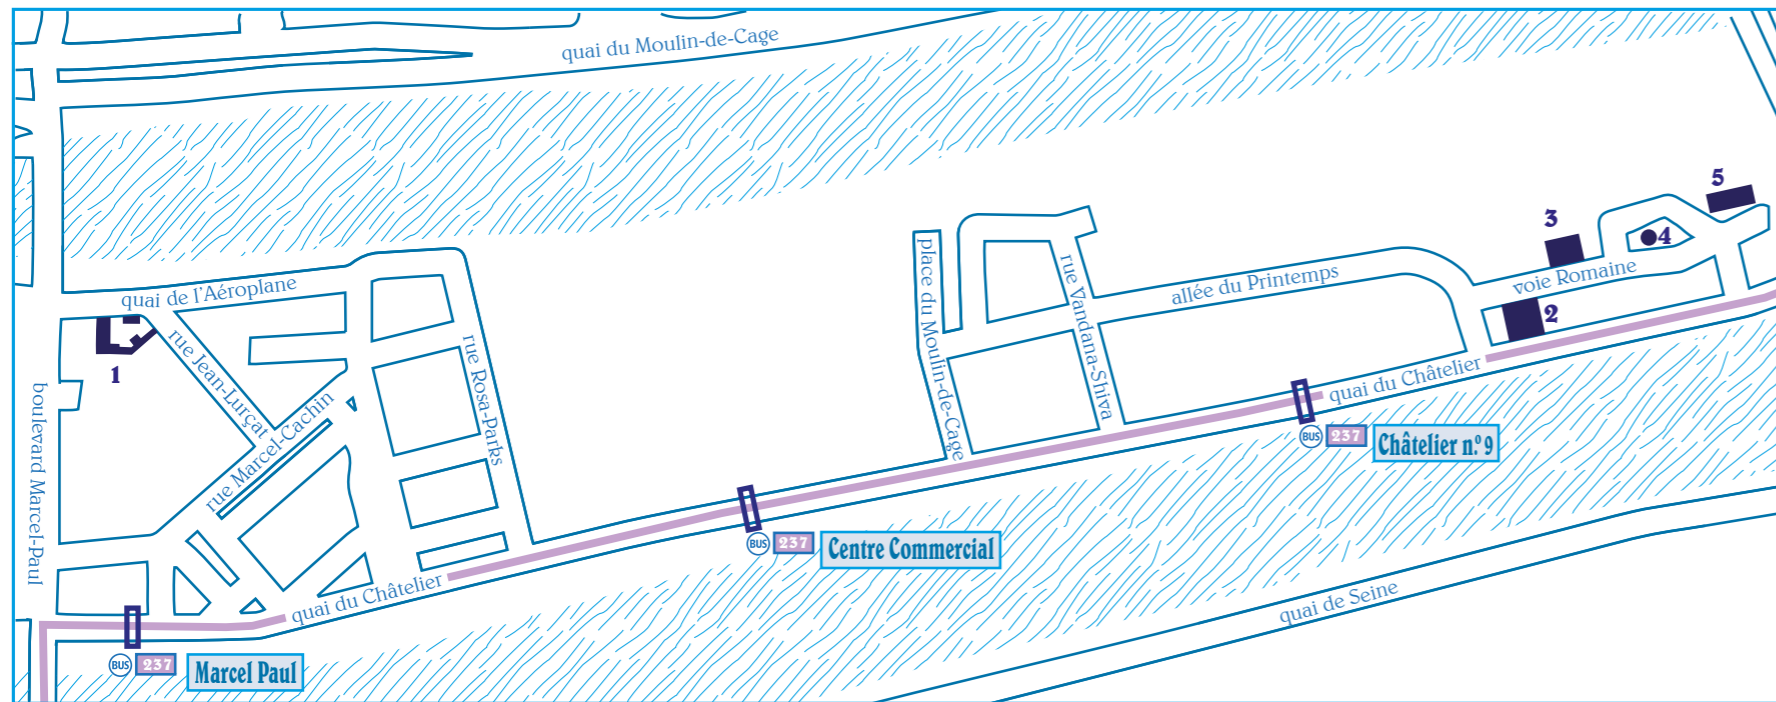 quai du Moulin-de-Cage
5
3
4
place du Moulin-de-Cage
rue Vandana-Shiva
allée du Printemps
voie Romaine
2
quai de l'Aéroplane
1
rue Jean-Lurçat
rue Marcel-Cachin
rue Rosa-Parks
boulevard Marcel-Paul
quai du Châtelier
BUS 237 Châtelier n.º 9
BUS 237 Centre Commercial
quai du Châtelier
quai de Seine
BUS 237 Marcel Paul